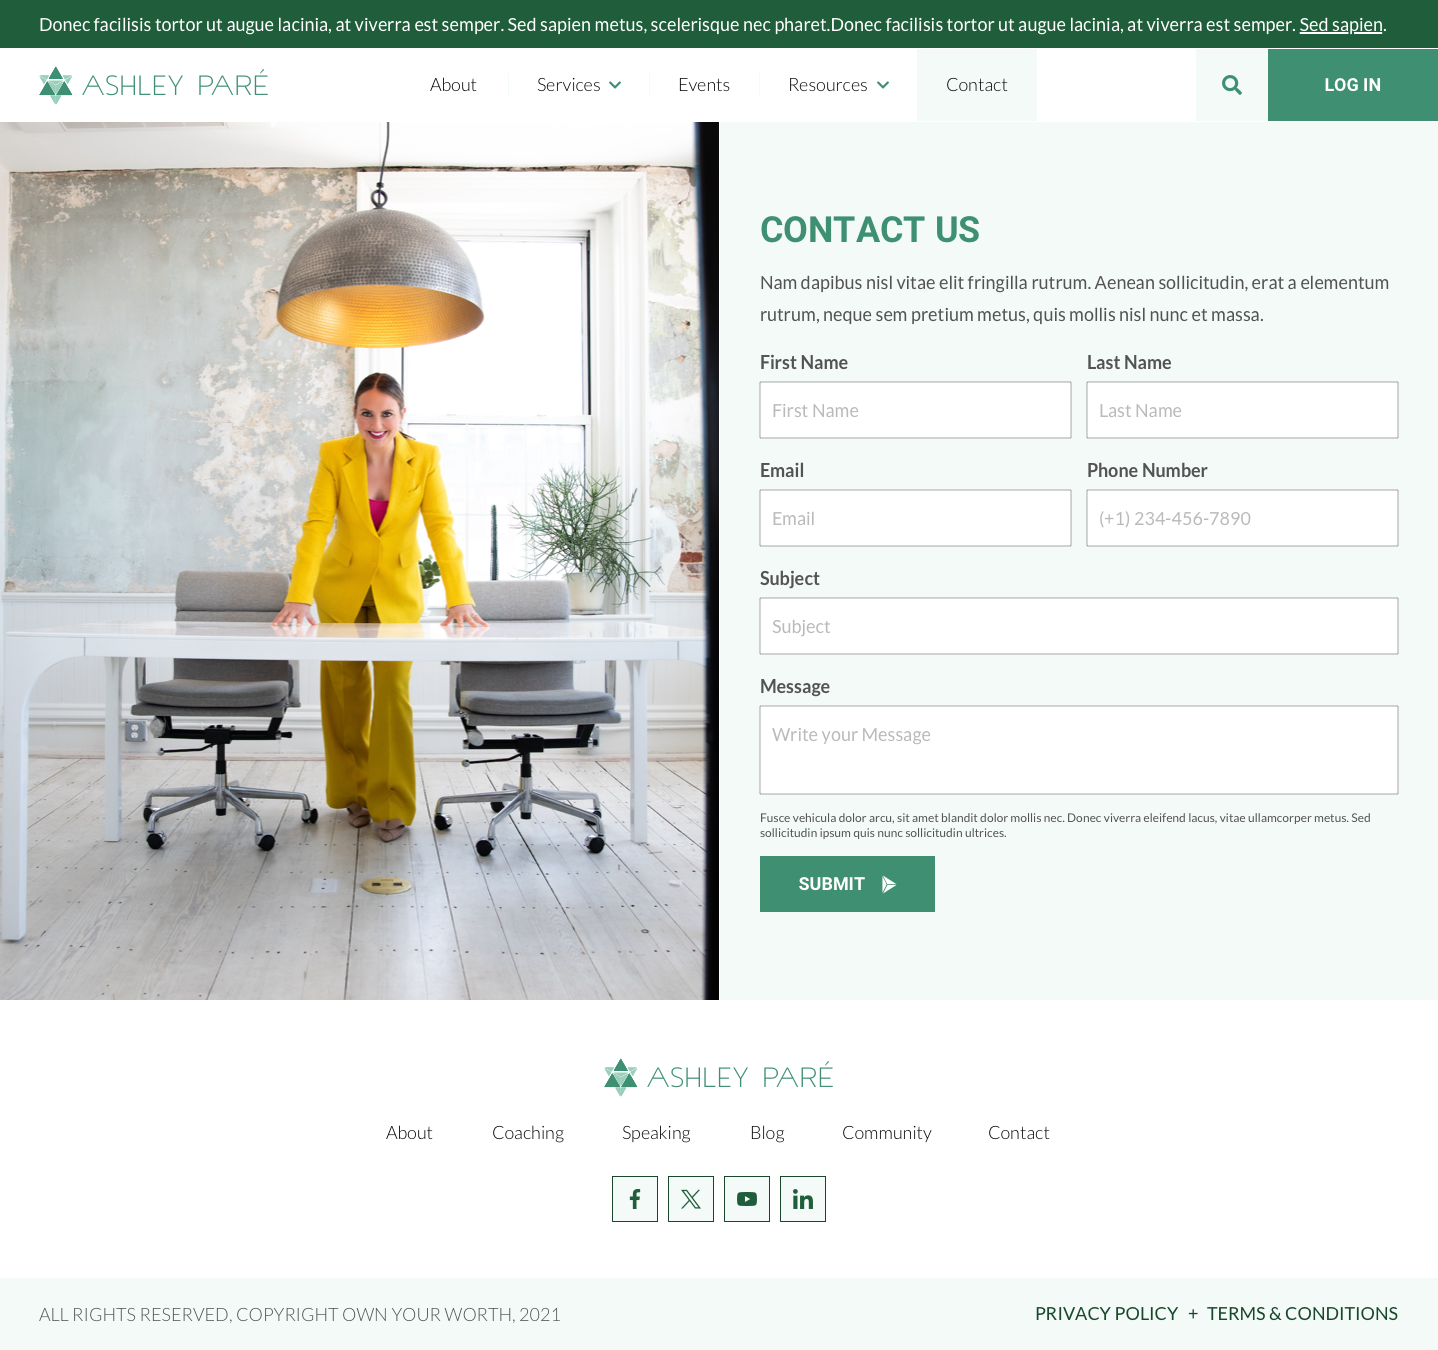 Donec facilisis tortor ut augue lacinia, at viverra est semper. Sed sapien metus, scelerisque nec pharet.Donec facilisis tortor ut augue lacinia, at viverra est semper. Sed sapien.
ASHLEY PARÉ
About
Services
Events
Resources
Contact
LOG IN
CONTACT US
Nam dapibus nisl vitae elit fringilla rutrum. Aenean sollicitudin, erat a elementum
rutrum, neque sem pretium metus, quis mollis nisl nunc et massa.
First Name
Last Name
First Name
Last Name
Email
Phone Number
Email
(+1) 234-456-7890
Subject
Subject
Message
Write your Message
Fusce vehicula dolor arcu, sit amet blandit dolor mollis nec. Donec viverra eleifend lacus, vitae ullamcorper metus. Sed
sollicitudin ipsum quis nunc sollicitudin ultrices.
SUBMIT
ASHLEY PARÉ
About
Coaching
Speaking
Blog
Community
Contact
ALL RIGHTS RESERVED, COPYRIGHT OWN YOUR WORTH, 2021
PRIVACY POLICY + TERMS & CONDITIONS